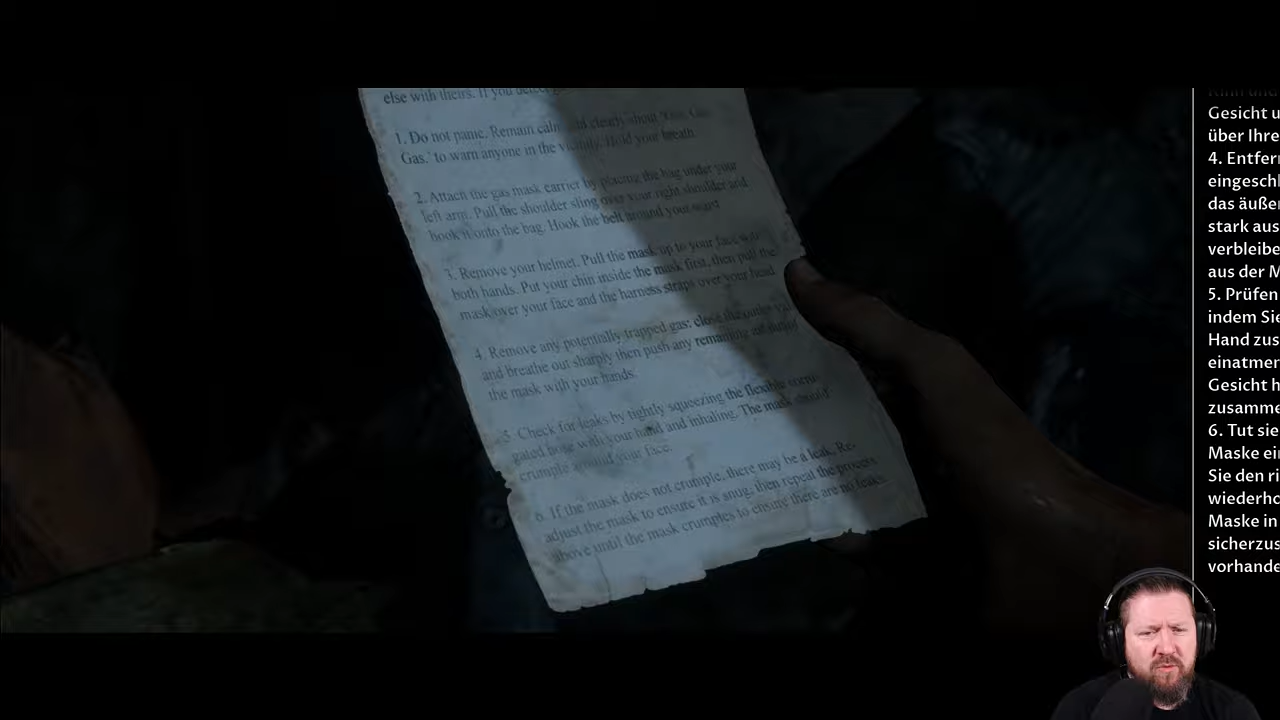 else with theirs. If you detect
1. Do not panic. Remain calm and clearly shout 'Gas, Gas,
Gas.' to warn anyone in the vicinity. Hold your breath.
2. Attach the gas mask carrier by placing the bag under your
left arm. Pull the shoulder sling over your right shoulder and
hook it onto the bag. Hook the belt around your waist.
3. Remove your helmet. Pull the mask up to your face with
both hands. Put your chin inside the mask first, then pull the
mask over your face and the harness straps over your head.
4. Remove any potentially trapped gas: close the outlet
and breathe out sharply then push any remaining air out of
the mask with your hands.
5. Check for leaks by tightly squeezing the flexible corru-
gated hose with your hand and inhaling. The mask should
crumple around your face.
6. If the mask does not crumple, there may be a leak. Re-
adjust the mask to ensure it is snug, then repeat the process
above until the mask crumples to ensure there are no leaks.
Gesicht u
über Ihre
4. Entfern
eingeschl
das äußer
stark aus
verbleibe
aus der M
5. Prüfen
indem Sie
Hand zus
einatmen
Gesicht h
zusamme
6. Tut sie
Maske ei
Sie den ri
wiederho
Maske in
sicherzus
vorhande